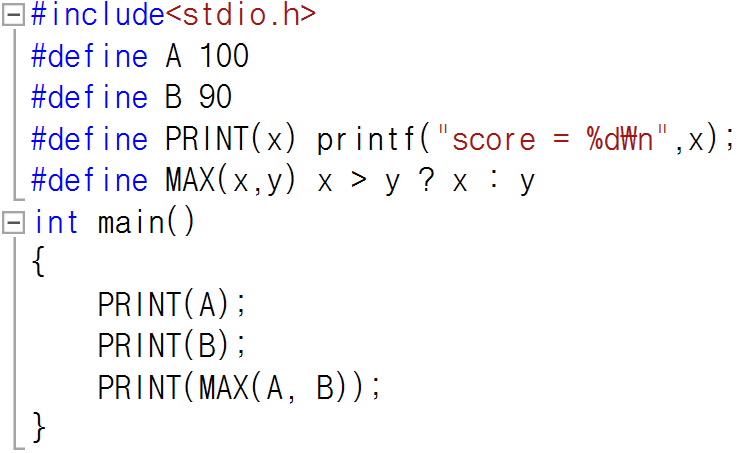 #include<stdio.h>
#define A 100
#define B 90
#define PRINT(x) printf("score = %d₩n",x);
#define MAX(x,y) x > y ? x : y
int main()
{
    PRINT(A);
    PRINT(B);
    PRINT(MAX(A, B));
}